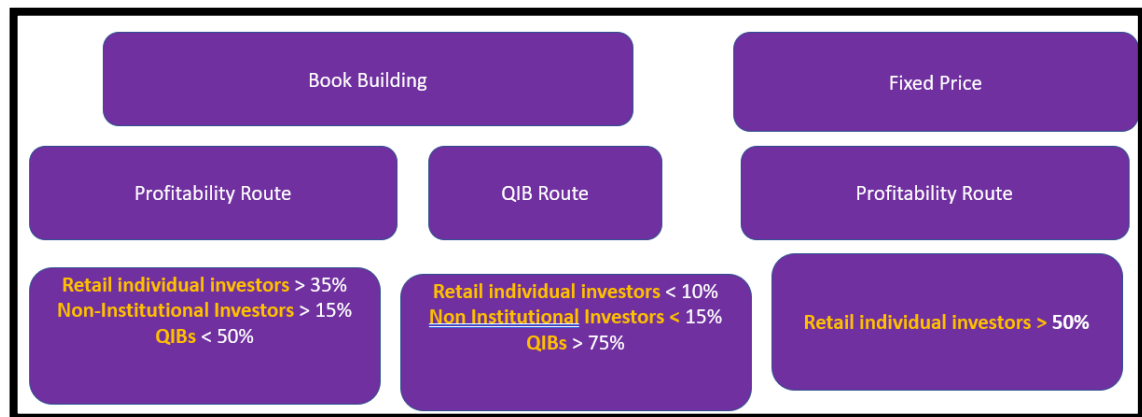 Book Building
Fixed Price
Profitability Route
QIB Route
Profitability Route
Retail individual investors > 35%
Non-Institutional Investors > 15%
QIBs < 50%
Retail individual investors < 10%
Non Institutional Investors < 15%
QIBs > 75%
Retail individual investors > 50%